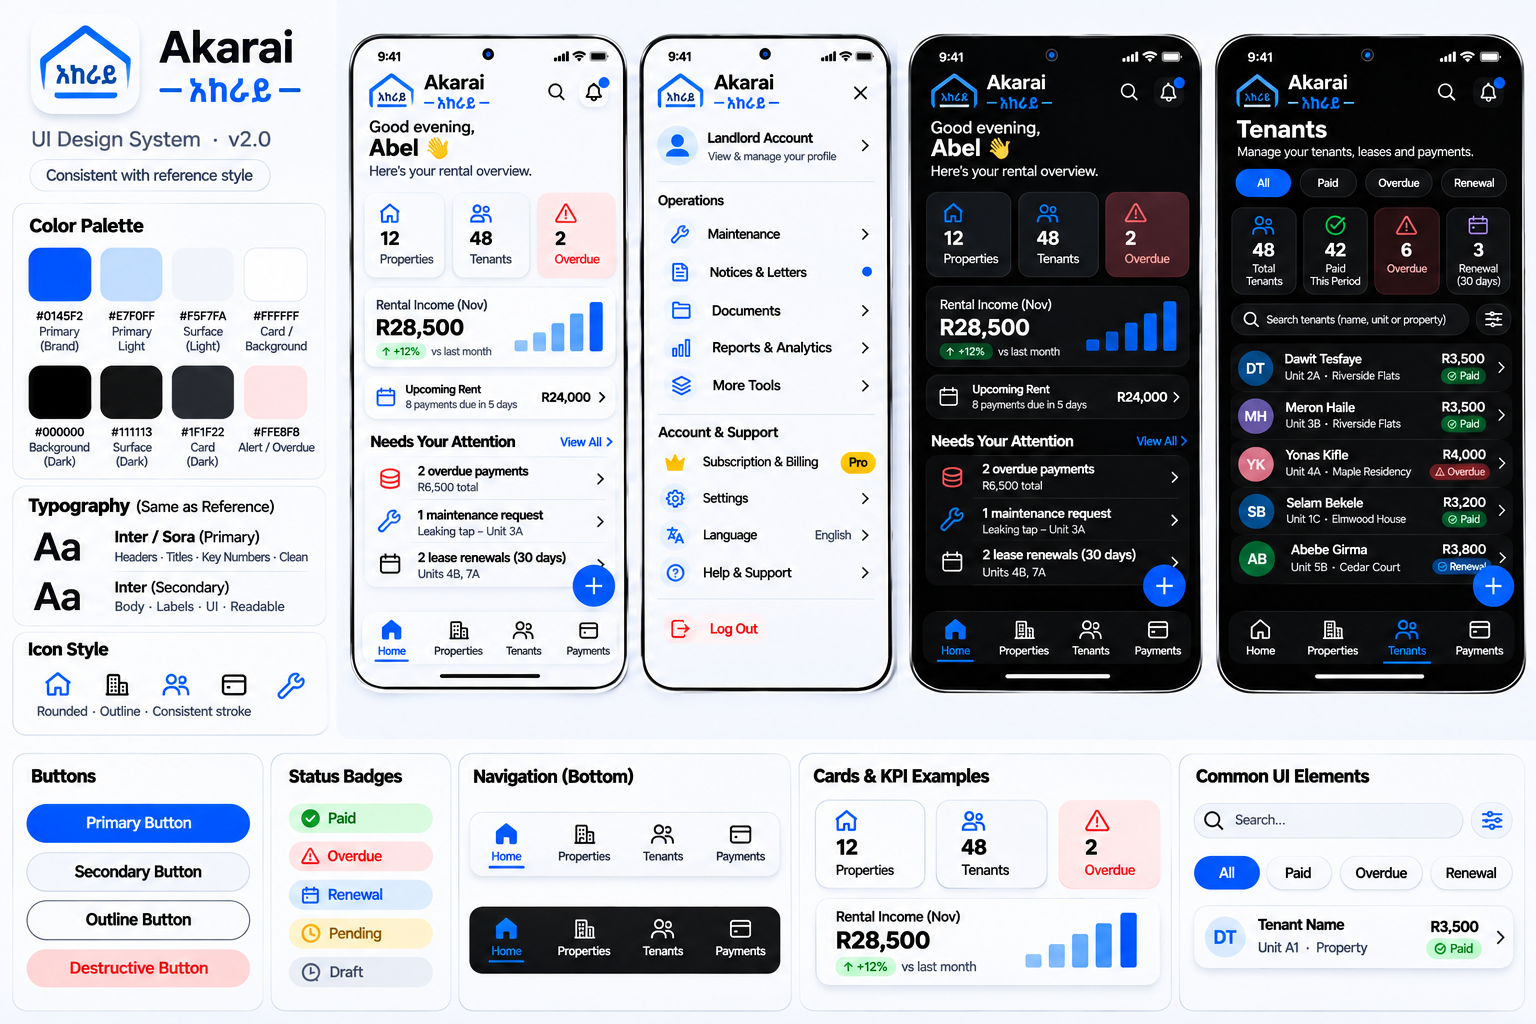 አከራይ
Akarai
አከራይ
UI Design System · v2.0
Consistent with reference style
Color Palette
#0145F2
Primary
(Brand)
#E7F0FF
Primary
Light
#F5F7FA
Surface
(Light)
#FFFFFF
Card /
Background
#000000
Background
(Dark)
#111113
Surface
(Dark)
#1F1F22
Card
(Dark)
#FFE8F8
Alert / Overdue
Typography (Same as Reference)
Aa
Inter / Sora (Primary)
Headers · Titles · Key Numbers · Clean
Aa
Inter (Secondary)
Body · Labels · UI · Readable
Icon Style
Rounded · Outline · Consistent stroke
9:41
አከራይ
Akarai
አከራይ
Good evening,
Abel 👋
Here's your rental overview.
12
Properties
48
Tenants
2
Overdue
Rental Income (Nov)
R28,500
↑ +12% vs last month
Upcoming Rent
8 payments due in 5 days
R24,000
Needs Your Attention
View All
2 overdue payments
R6,500 total
1 maintenance request
Leaking tap – Unit 3A
2 lease renewals (30 days)
Units 4B, 7A
Home
Properties
Tenants
Payments
9:41
አከራይ
Akarai
አከራይ
Landlord Account
View & manage your profile
Operations
Maintenance
Notices & Letters
Documents
Reports & Analytics
More Tools
Account & Support
Subscription & Billing
Pro
Settings
Language
English
Help & Support
Log Out
9:41
አከራይ
Akarai
አከራይ
Good evening,
Abel 👋
Here's your rental overview.
12
Properties
48
Tenants
2
Overdue
Rental Income (Nov)
R28,500
↑ +12% vs last month
Upcoming Rent
8 payments due in 5 days
R24,000
Needs Your Attention
View All
2 overdue payments
R6,500 total
1 maintenance request
Leaking tap – Unit 3A
2 lease renewals (30 days)
Units 4B, 7A
Home
Properties
Tenants
Payments
9:41
አከራይ
Akarai
አከራይ
Tenants
Manage your tenants, leases and payments.
All
Paid
Overdue
Renewal
48
Total
Tenants
42
Paid
This Period
6
Overdue
3
Renewal
(30 days)
Search tenants (name, unit or property)
DT
Dawit Tesfaye
Unit 2A · Riverside Flats
R3,500
Paid
MH
Meron Haile
Unit 3B · Riverside Flats
R3,500
Paid
YK
Yonas Kifle
Unit 4A · Maple Residency
R4,000
Overdue
SB
Selam Bekele
Unit 1C · Elmwood House
R3,200
Paid
AB
Abebe Girma
Unit 5B · Cedar Court
R3,800
Renewal
Home
Properties
Tenants
Payments
Buttons
Primary Button
Secondary Button
Outline Button
Destructive Button
Status Badges
Paid
Overdue
Renewal
Pending
Draft
Navigation (Bottom)
Home
Properties
Tenants
Payments
Home
Properties
Tenants
Payments
Cards & KPI Examples
12
Properties
48
Tenants
2
Overdue
Rental Income (Nov)
R28,500
↑ +12% vs last month
Common UI Elements
Search...
All
Paid
Overdue
Renewal
DT
Tenant Name
Unit A1 · Property
R3,500
Paid